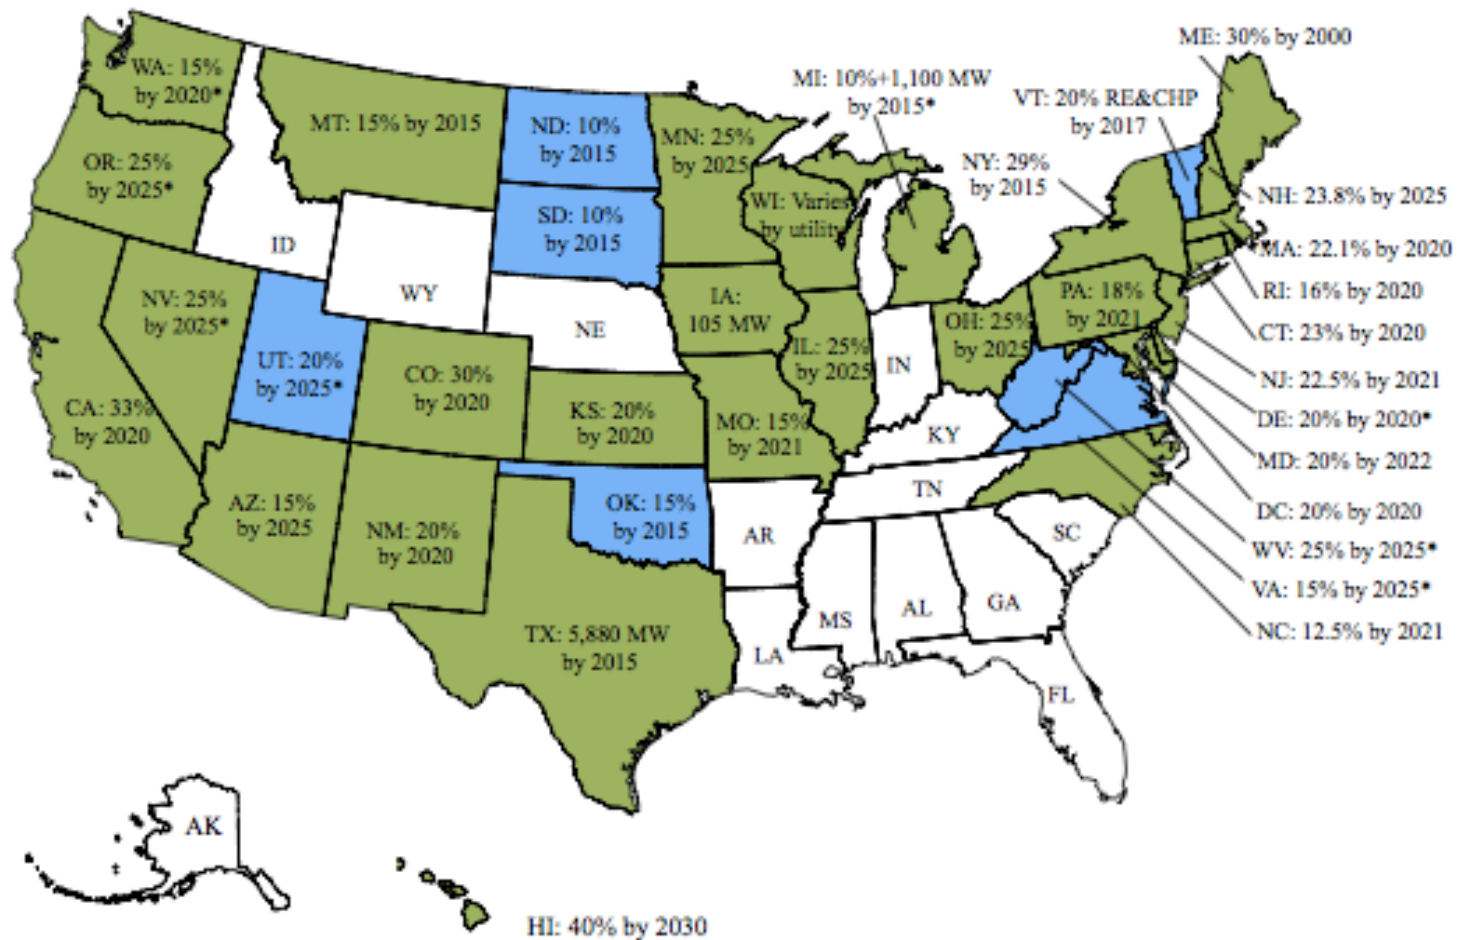 ME: 30% by 2000
WA: 15%
by 2020*
MI: 10%+1,100 MW
by 2015*
VT: 20% RE&CHP
by 2017
MT: 15% by 2015
ND: 10%
by 2015
MN: 25%
by 2025
OR: 25%
by 2025*
NY: 29%
by 2015
NH: 23.8% by 2025
WI: Varies
by utility
SD: 10%
by 2015
ID
MA: 22.1% by 2020
WY
RI: 16% by 2020
NV: 25%
by 2025*
IA:
105 MW
PA: 18%
by 2021
NE
OH: 25%
by 2025
CT: 23% by 2020
UT: 20%
by 2025*
IL: 25%
by 2025
IN
CO: 30%
by 2020
NJ: 22.5% by 2021
CA: 33%
by 2020
KS: 20%
by 2020
MO: 15%
by 2021
DE: 20% by 2020*
KY
MD: 20% by 2022
TN
AZ: 15%
by 2025
NM: 20%
by 2020
OK: 15%
by 2015
AR
SC
DC: 20% by 2020
WV: 25% by 2025*
VA: 15% by 2025*
MS
AL
GA
NC: 12.5% by 2021
TX: 5,880 MW
by 2015
LA
FL
AK
HI: 40% by 2030